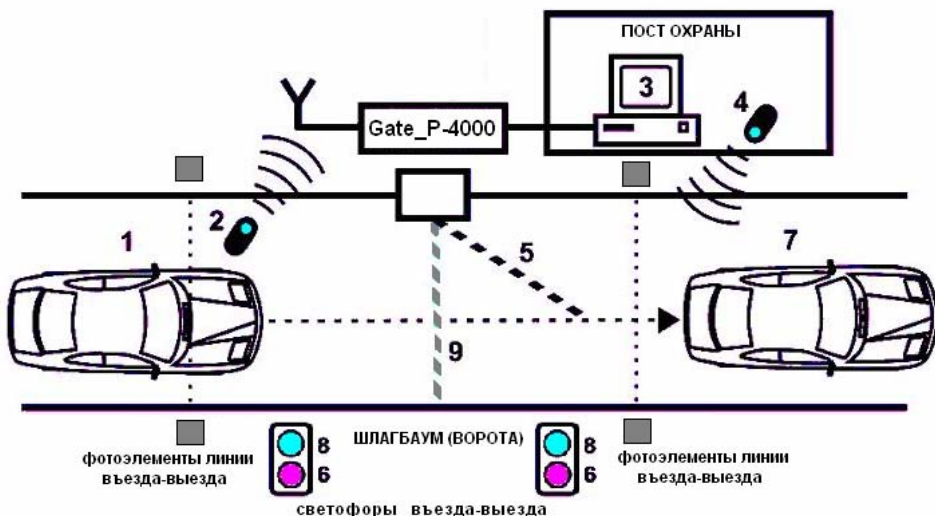 ПОСТ ОХРАНЫ
3
4
Gate_P-4000
2
1
5
7
9
ШЛАГБАУМ (ВОРОТА)
8
6
8
6
фотоэлементы линии
въезда-выезда
фотоэлементы линии
въезда-выезда
светофоры въезда-выезда